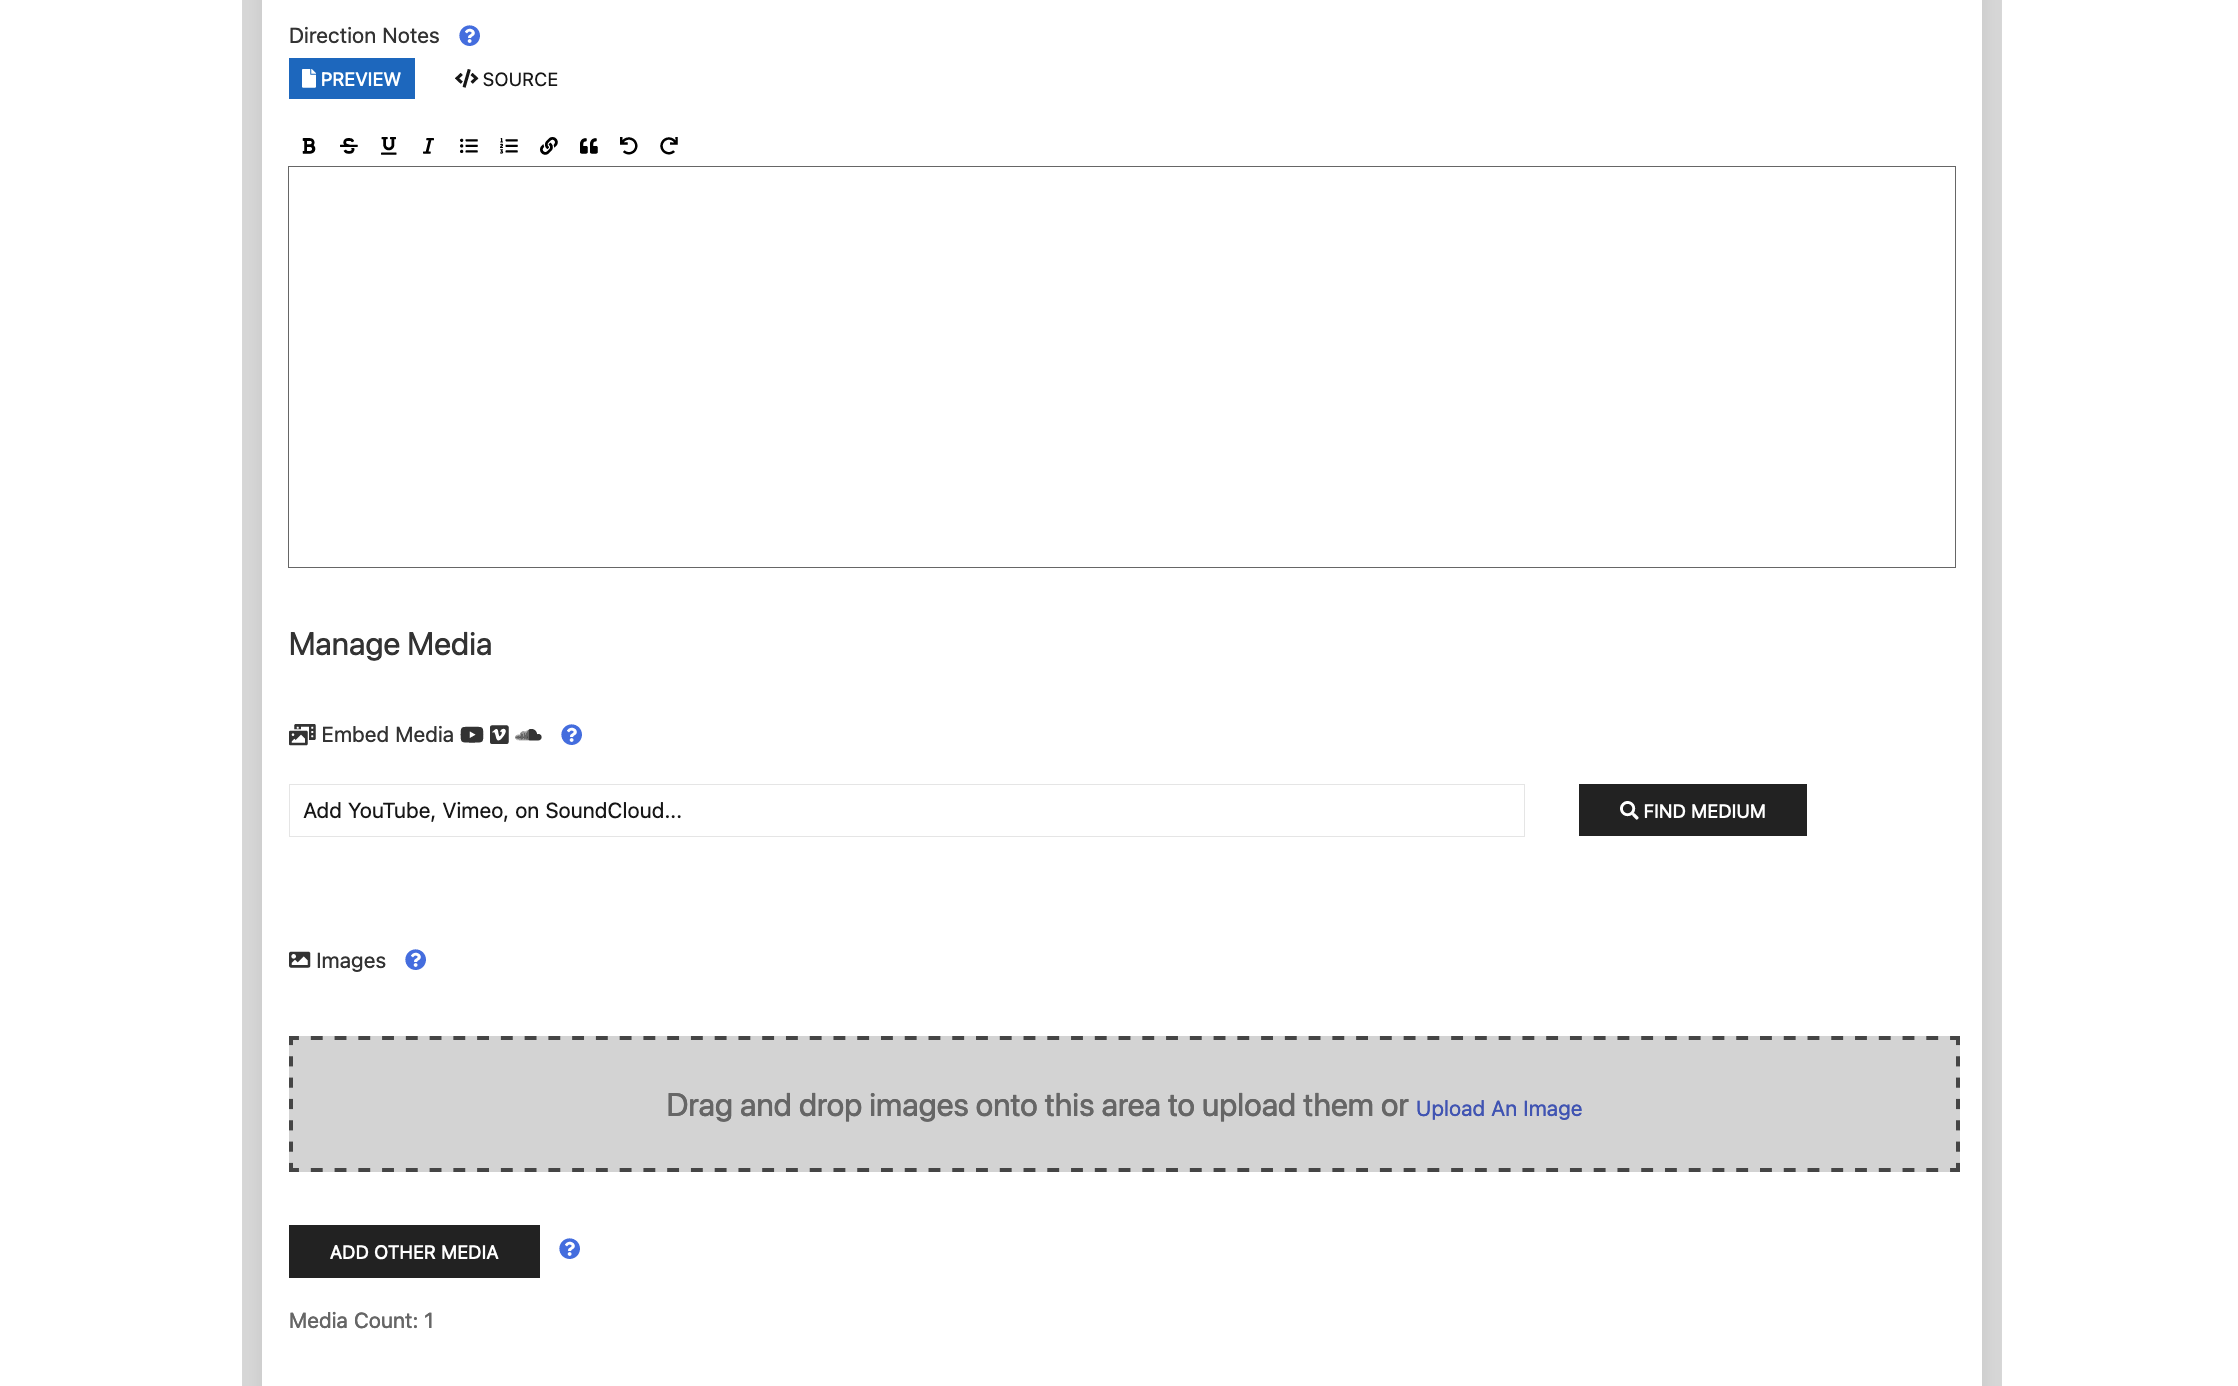 Direction Notes
PREVIEW
SOURCE
Manage Media
Embed Media
Add YouTube, Vimeo, on SoundCloud...
FIND MEDIUM
Images
Drag and drop images onto this area to upload them or Upload An Image
ADD OTHER MEDIA
Media Count: 1